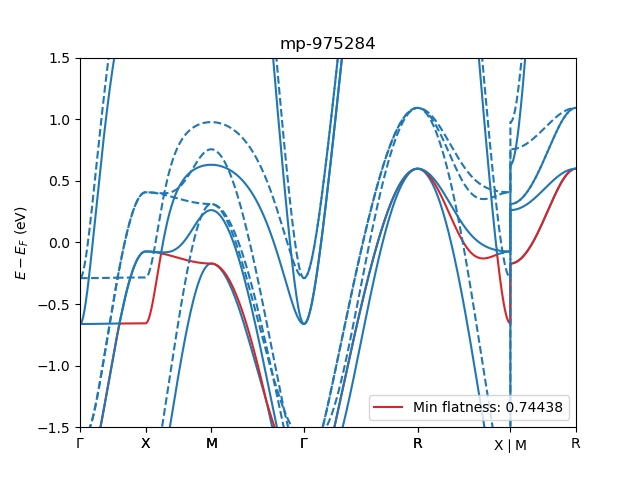 mp-975284
E − E_F (eV)
1.5
1.0
0.5
0.0
−0.5
−1.0
−1.5
Min flatness: 0.74438
Γ X M Γ R X | M R